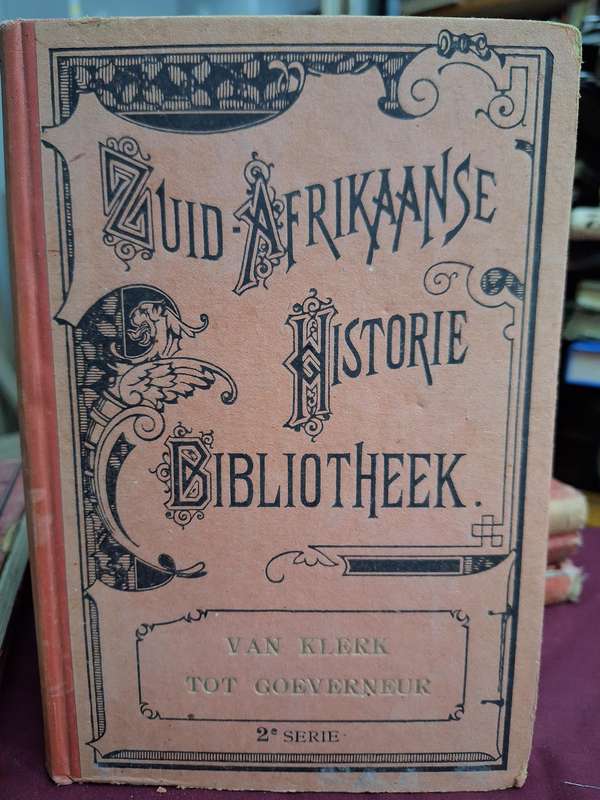 ZUID-AFRIKAANSE
HISTORIE
BIBLIOTHEEK.
VAN KLERK
TOT GOEVERNEUR
2e SERIE